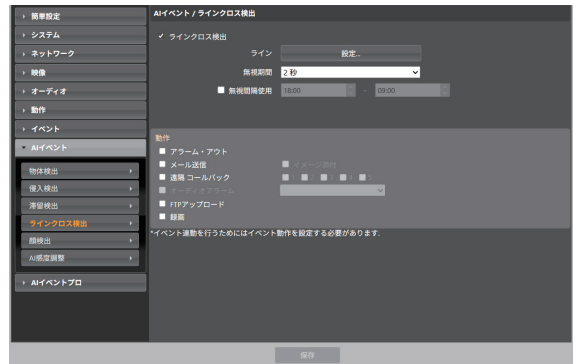 簡単設定
システム
ネットワーク
映像
オーディオ
動作
イベント
AIイベント
物体検出
侵入検出
滞留検出
ラインクロス検出
顔検出
AI感度調整
AIイベントプロ
AIイベント / ラインクロス検出
ラインクロス検出
ライン 設定...
無視期間 2 秒
無視間隔使用 18:00 – 09:00
動作
アラーム・アウト
メール送信 イメージ添付
遠隔 コールバック 1 2 3 4 5
オーディオアラーム
FTPアップロード
録画
*イベント連動を行うためにはイベント動作を設定する必要があります.
保存